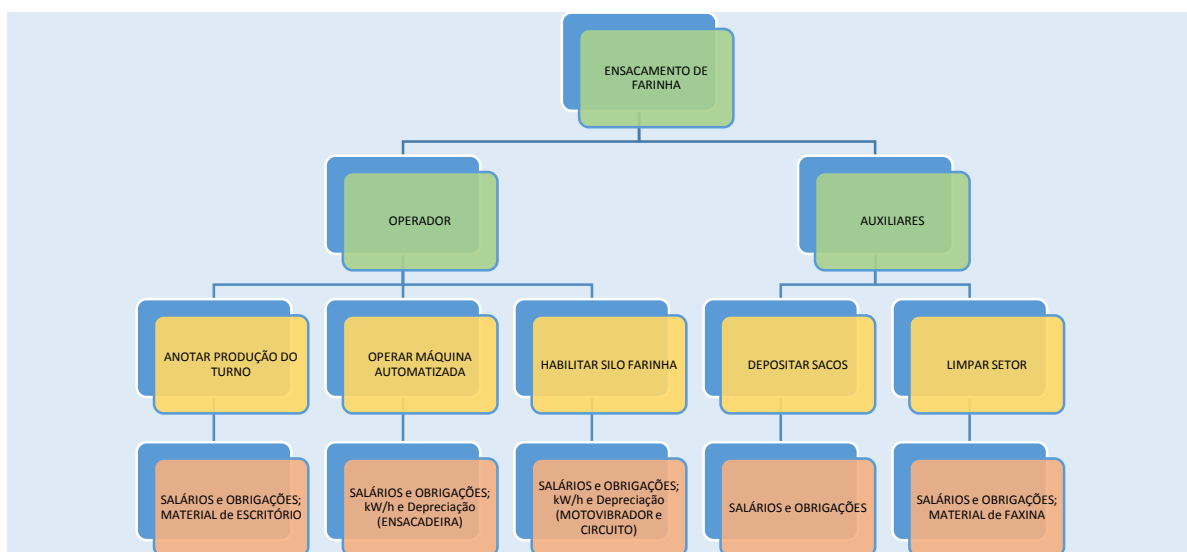 ENSACAMENTO DE
FARINHA
OPERADOR
AUXILIARES
ANOTAR PRODUÇÃO DO
TURNO
OPERAR MÁQUINA
AUTOMATIZADA
HABILITAR SILO FARINHA
DEPOSITAR SACOS
LIMPAR SETOR
SALÁRIOS e OBRIGAÇÕES;
MATERIAL de ESCRITÓRIO
SALÁRIOS e OBRIGAÇÕES;
kW/h e Depreciação
(ENSACADEIRA)
SALÁRIOS e OBRIGAÇÕES;
kW/h e Depreciação
(MOTOVIBRADOR e
CIRCUITO)
SALÁRIOS e OBRIGAÇÕES
SALÁRIOS e OBRIGAÇÕES;
MATERIAL de FAXINA